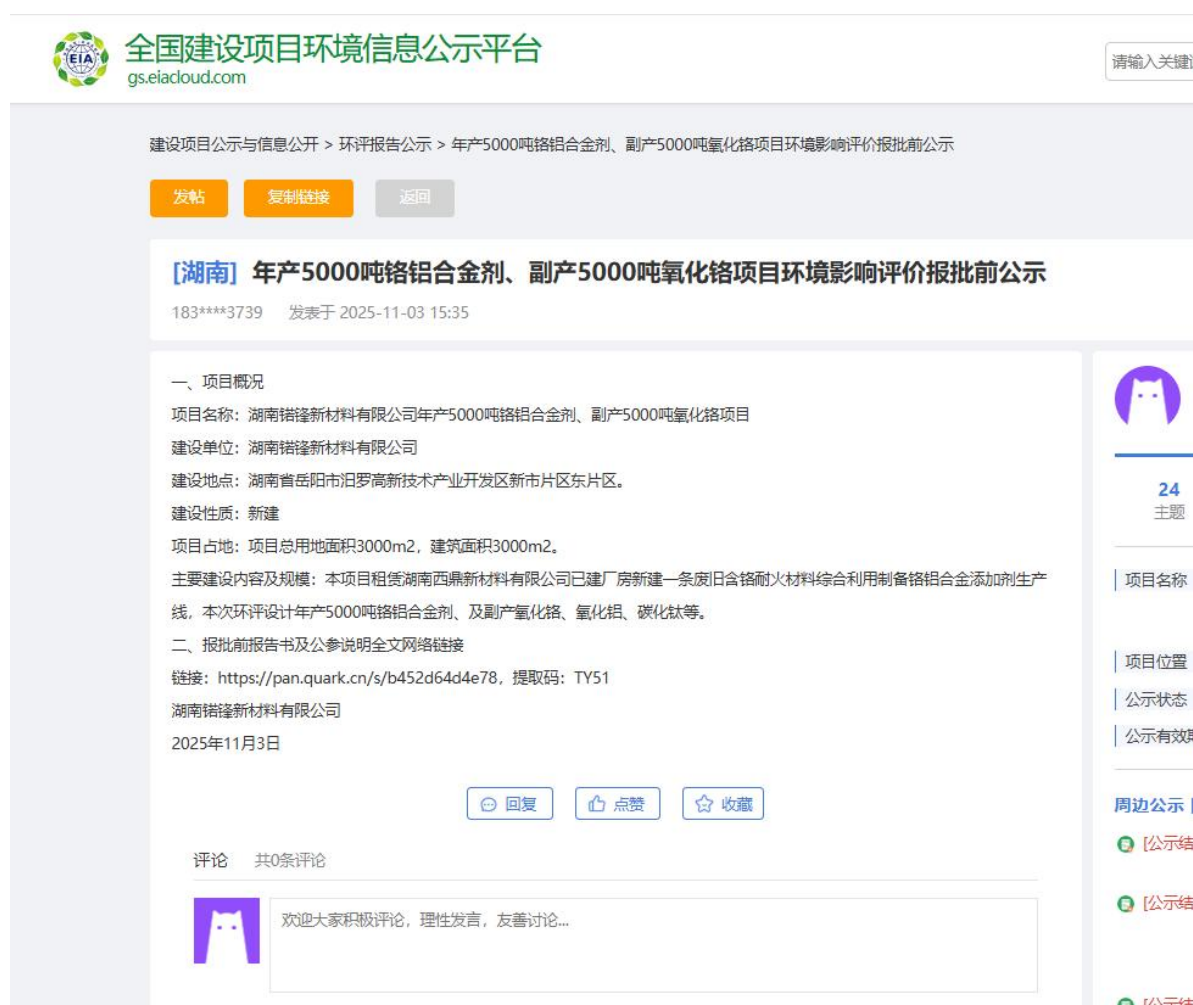 EIA
全国建设项目环境信息公示平台
gs.eiacloud.com
请输入关键
建设项目公示与信息公开 > 环评报告公示 > 年产5000吨铬铝合金剂、副产5000吨氧化铬项目环境影响评价报批前公示
发帖 复制链接 返回
[湖南] 年产5000吨铬铝合金剂、副产5000吨氧化铬项目环境影响评价报批前公示
183****3739 发表于 2025-11-03 15:35
一、项目概况
项目名称：湖南锴锋新材料有限公司年产5000吨铬铝合金剂、副产5000吨氧化铬项目
建设单位：湖南锴锋新材料有限公司
建设地点：湖南省岳阳市汨罗高新技术产业开发区新市片区东片区。
建设性质：新建
项目占地：项目总用地面积3000m2，建筑面积3000m2。
主要建设内容及规模：本项目租赁湖南西鼎新材料有限公司已建厂房新建一条废旧含铬耐火材料综合利用制备铬铝合金添加剂生产
线，本次环评设计年产5000吨铬铝合金剂、及副产氧化铬、氧化铝、碳化钛等。
二、报批前报告书及公参说明全文网络链接
链接：https://pan.quark.cn/s/b452d64d4e78，提取码：TY51
湖南锴锋新材料有限公司
2025年11月3日
回复 点赞 收藏
评论 共0条评论
欢迎大家积极评论，理性发言，友善讨论...
24
主题
项目名称
项目位置
公示状态
公示有效期
周边公示
[公示结
[公示结
[公示结